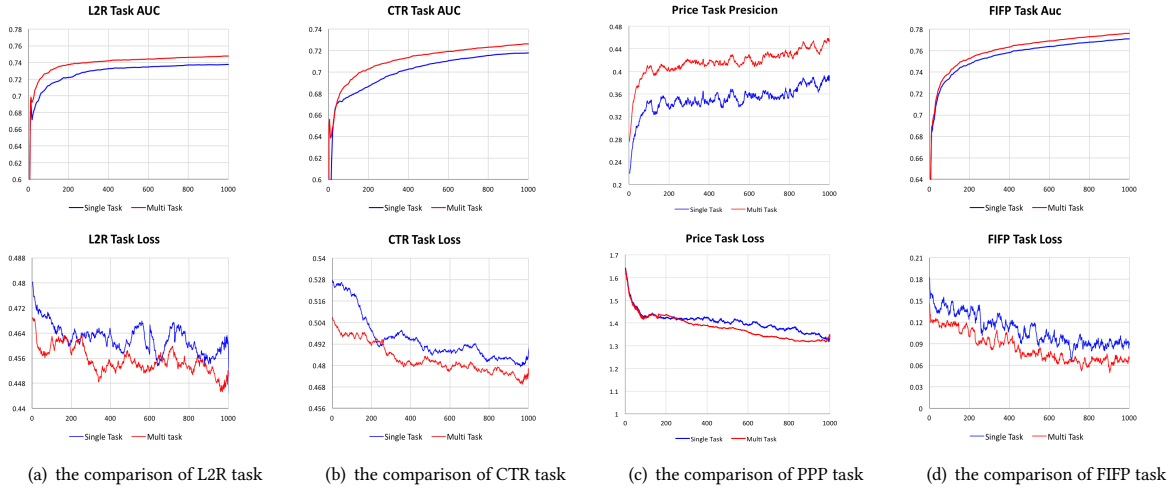 L2R Task AUC
0.78
0.76
0.74
0.72
0.7
0.68
0.66
0.64
0.62
0.6
0 200 400 600 800 1000
Single Task Multi Task
CTR Task AUC
0.74
0.72
0.7
0.68
0.66
0.64
0.62
0.6
0 200 400 600 800 1000
Single Task Mulit Task
Price Task Presicion
0.48
0.44
0.4
0.36
0.32
0.28
0.24
0.2
0 200 400 600 800 1000
Single Task Multi Task
FIFP Task Auc
0.78
0.76
0.74
0.72
0.7
0.68
0.66
0.64
0 200 400 600 800 1000
Single Task Multi Task
L2R Task Loss
0.488
0.48
0.472
0.464
0.456
0.448
0.44
0 200 400 600 800 1000
Single Task Multi task
CTR Task Loss
0.54
0.528
0.516
0.504
0.492
0.48
0.468
0.456
0 200 400 600 800 1000
Single Task Multi Task
Price Task Loss
1.7
1.6
1.5
1.4
1.3
1.2
1.1
1
0 200 400 600 800 1000
Single Task Multi Task
FIFP Task Loss
0.21
0.18
0.15
0.12
0.09
0.06
0.03
0
0 200 400 600 800 1000
Single Task Multi Task
(a) the comparison of L2R task
(b) the comparison of CTR task
(c) the comparison of PPP task
(d) the comparison of FIFP task